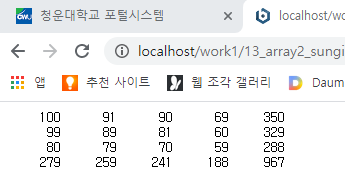 청운대학교 포털시스템
localhost/wo
localhost/work1/13_array2_sungi
앱 추천 사이트 웹 조각 갤러리 Daum
100 91 90 69 350
99 89 81 60 329
80 79 70 59 288
279 259 241 188 967